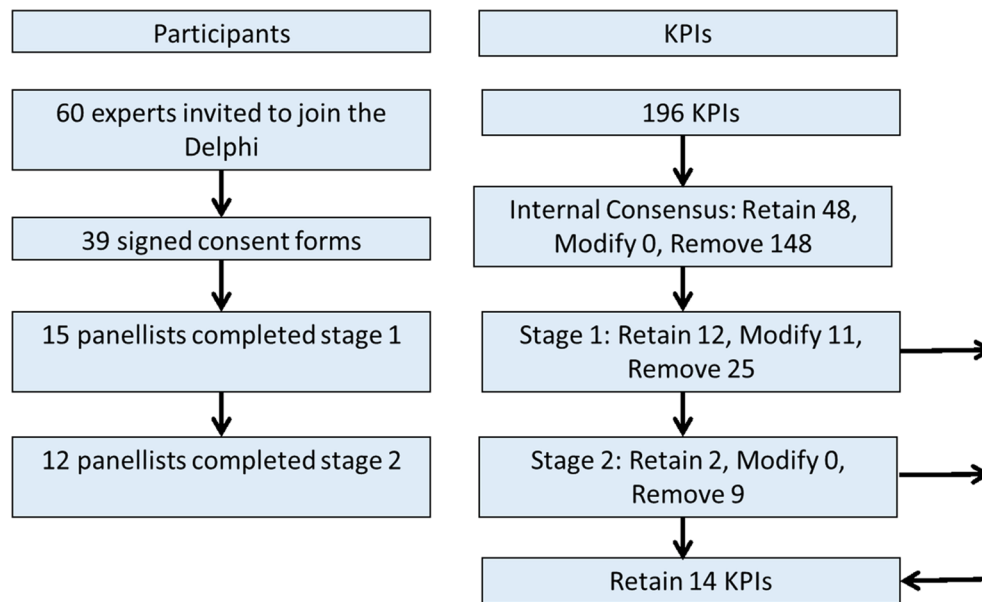 Participants
60 experts invited to join the
Delphi
39 signed consent forms
15 panellists completed stage 1
12 panellists completed stage 2
KPIs
196 KPIs
Internal Consensus: Retain 48,
Modify 0, Remove 148
Stage 1: Retain 12, Modify 11,
Remove 25
Stage 2: Retain 2, Modify 0,
Remove 9
Retain 14 KPIs